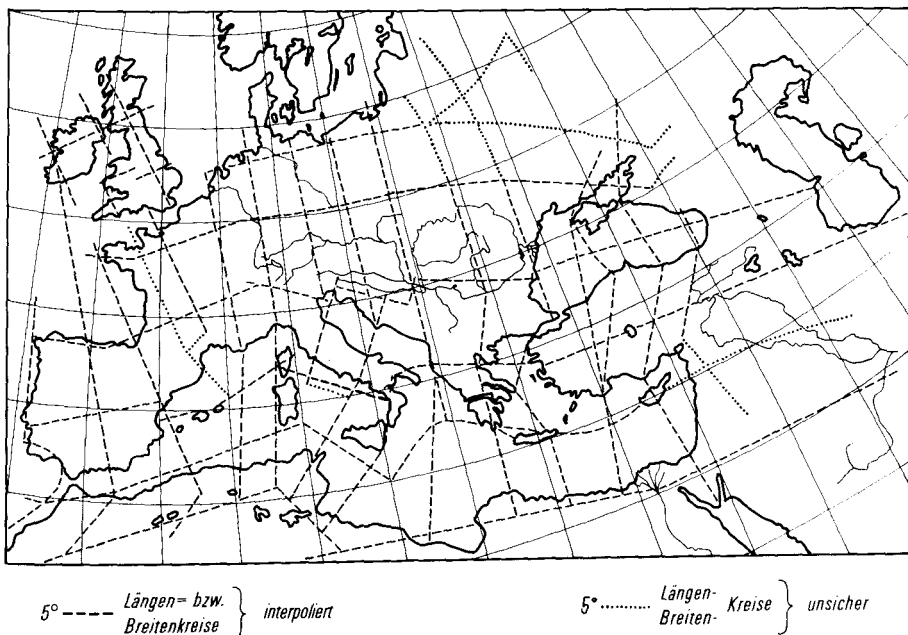 5° Längen= bzw. Breitenkreise } interpoliert
5° Längen- Breiten- Kreise } unsicher